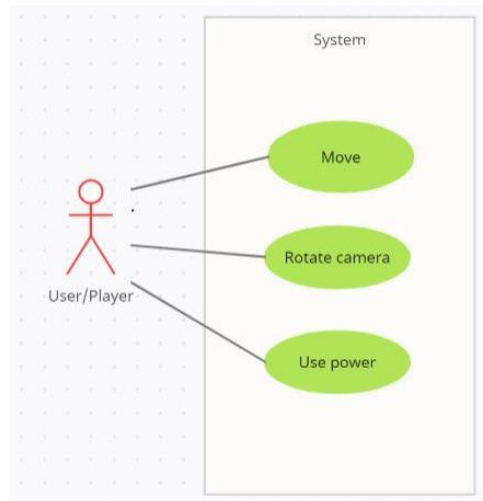 System
Move
Rotate camera
User/Player
Use power